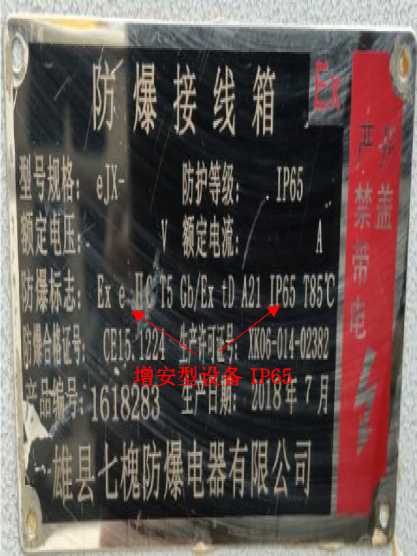 防爆接线箱 Ex
型号规格: eJX- 防护等级: IP65
额定电压: V 额定电流: A
防爆标志: Ex e ⅡC T5 Gb/Ex tD A21 IP65 T85℃
防爆合格证号: CE15.1224 生产许可证号: XK06-014-02382
增安型设备 IP65
产品编号: 1618283 生产日期: 2018年7月
雄县七槐防爆电器有限公司
严禁带电
开盖